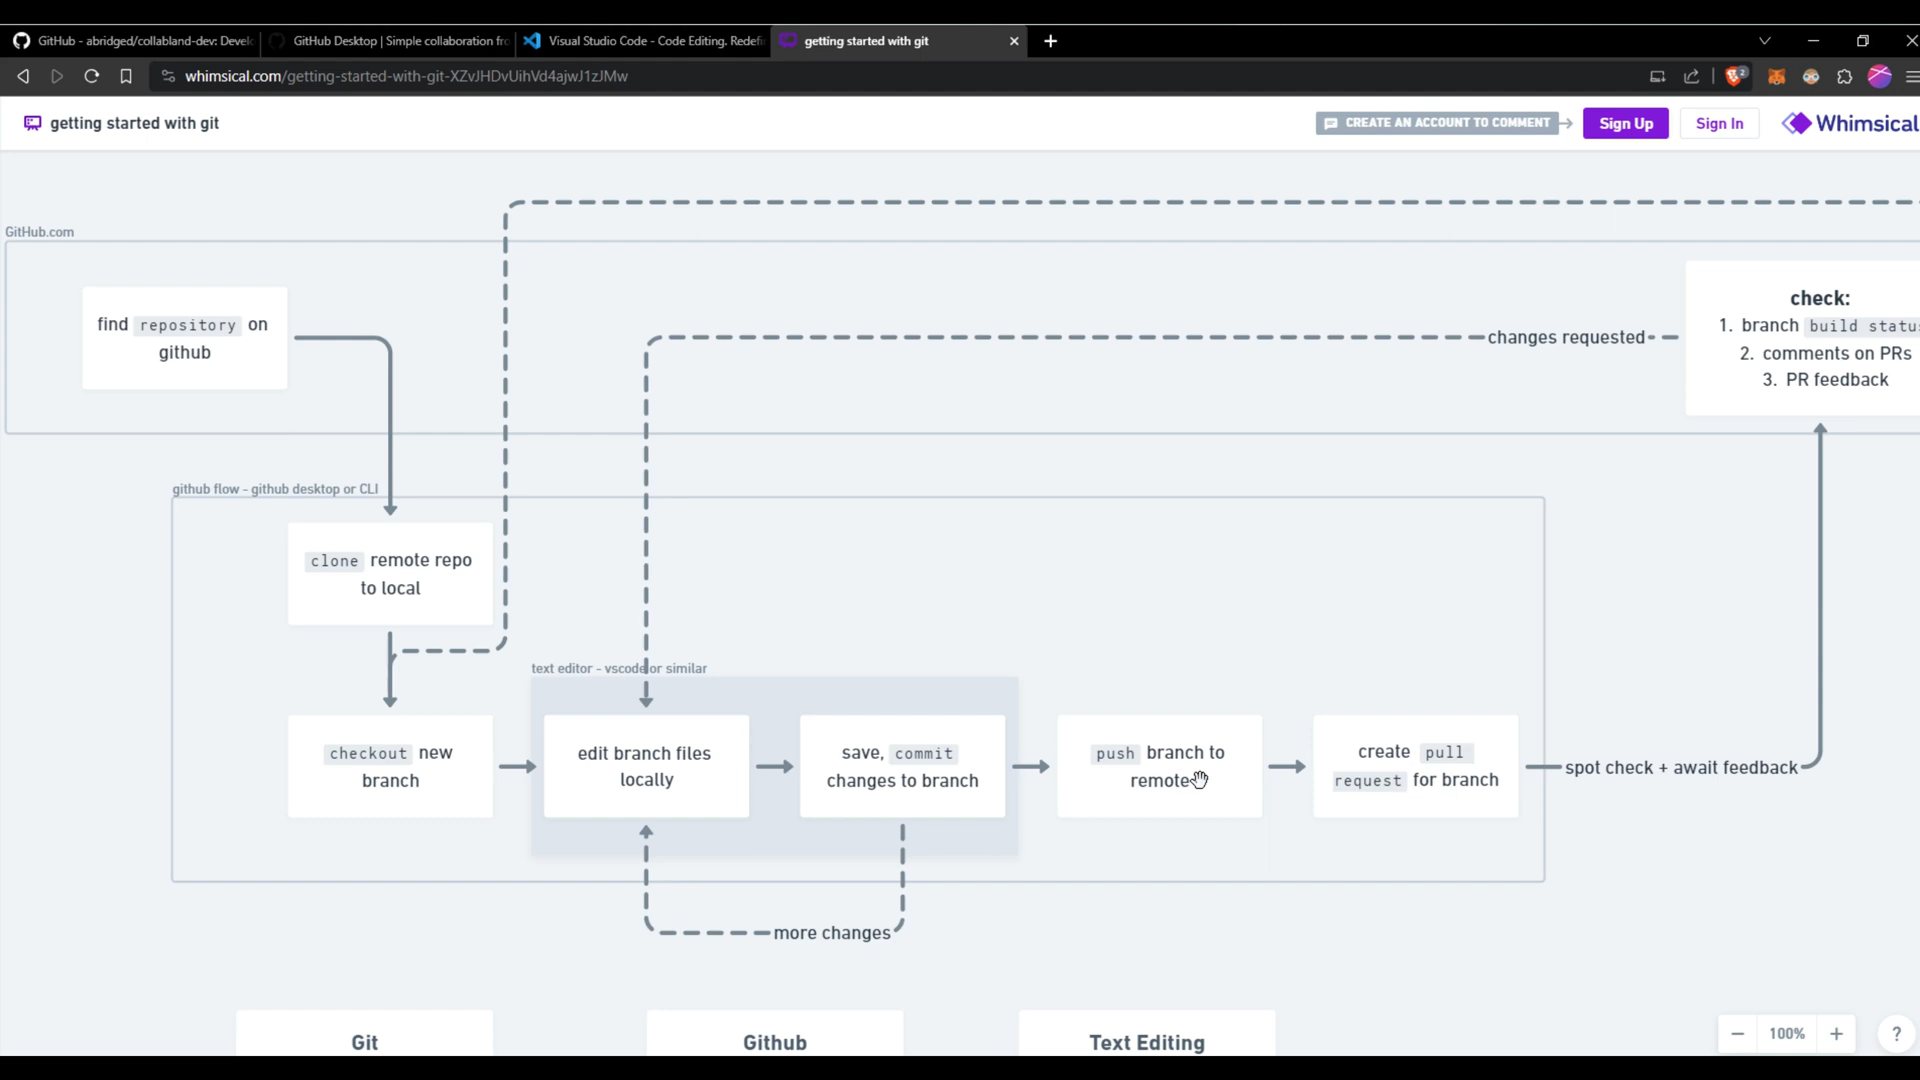 GitHub - abridged/collabland-dev: Develo
GitHub Desktop | Simple collaboration fro
Visual Studio Code - Code Editing. Redefi
getting started with git
whimsical.com/getting-started-with-git-XZvJHDvUihVd4ajwJ1zJMw
2
getting started with git
CREATE AN ACCOUNT TO COMMENT
Sign Up
Sign In
Whimsical
GitHub.com
find repository on
github
changes requested
check:
1. branch build status
2. comments on PRs
3. PR feedback
github flow - github desktop or CLI
clone remote repo
to local
text editor - vscode or similar
checkout new
branch
edit branch files
locally
save, commit
changes to branch
push branch to
remote
create pull
request for branch
spot check + await feedback
more changes
Git
Github
Text Editing
100%
?